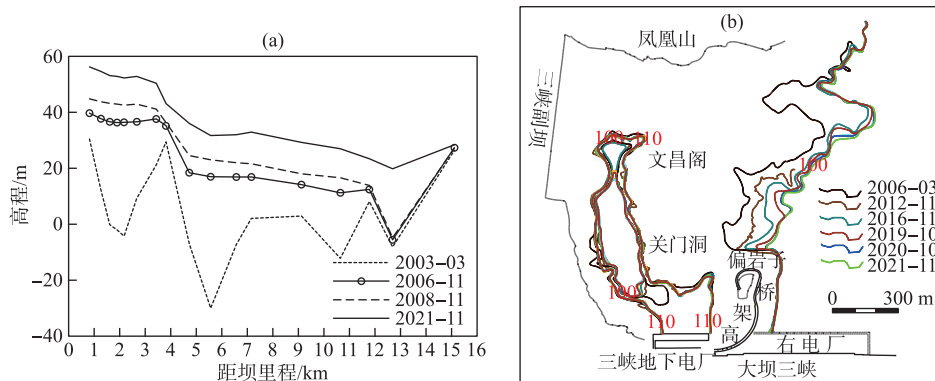 (a)
60
40
20
0
−20
−40
高程/m
2003−03
2006−11
2008−11
2021−11
0 1 2 3 4 5 6 7 8 9 10 11 12 13 14 15 16
距坝里程/km
(b)
凤凰山
三峡副坝
100 110
文昌阁
100
关门洞
2006−03
2012−11
2016−11
2019−10
2020−10
2021−11
偏岩子
100
110 110
高架桥
0 300 m
右电厂
三峡地下电厂
大坝三峡